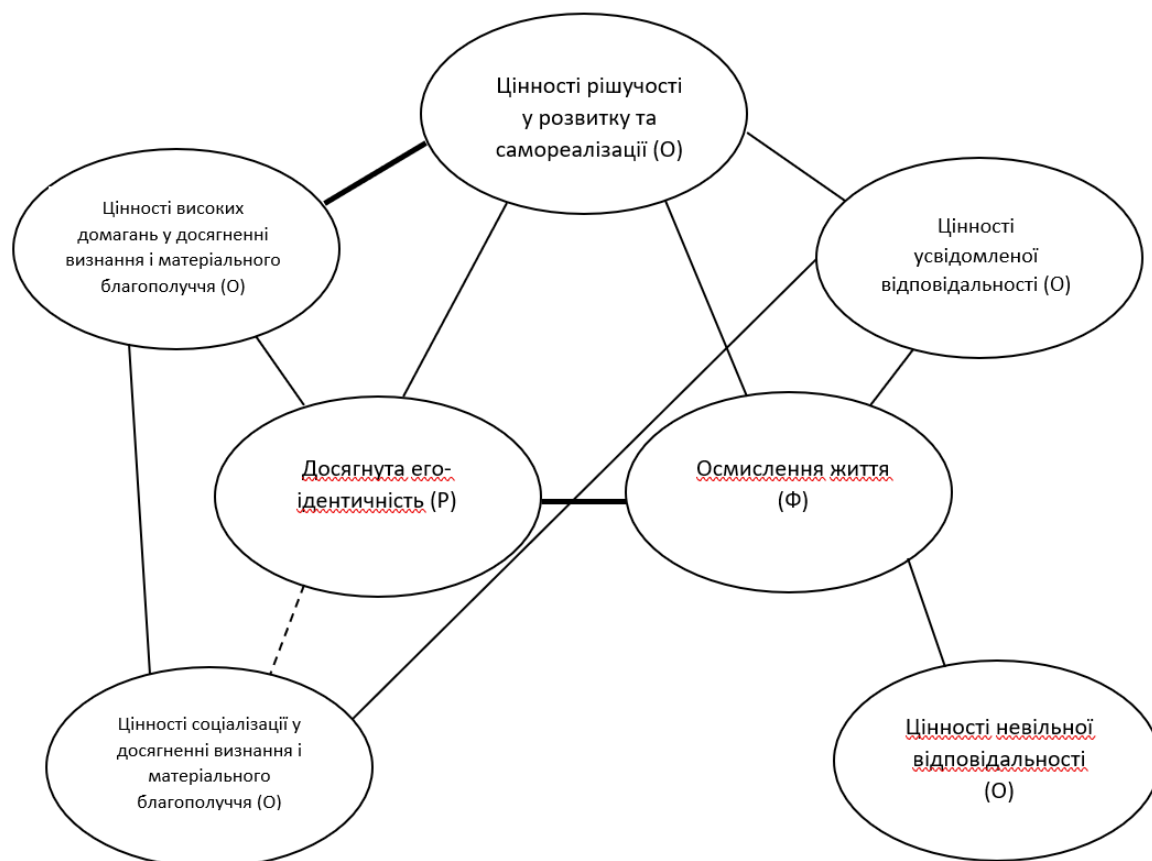 Цінності рішучості
у розвитку та
самореалізації (О)
Цінності високих
домагань у досягненні
визнання і матеріального
благополуччя (О)
Цінності
усвідомленої
відповідальності (О)
Досягнута его-
ідентичність (Р)
Осмислення життя
(Ф)
Цінності соціалізації у
досягненні визнання і
матеріального
благополуччя (О)
Цінності невільної
відповідальності
(О)